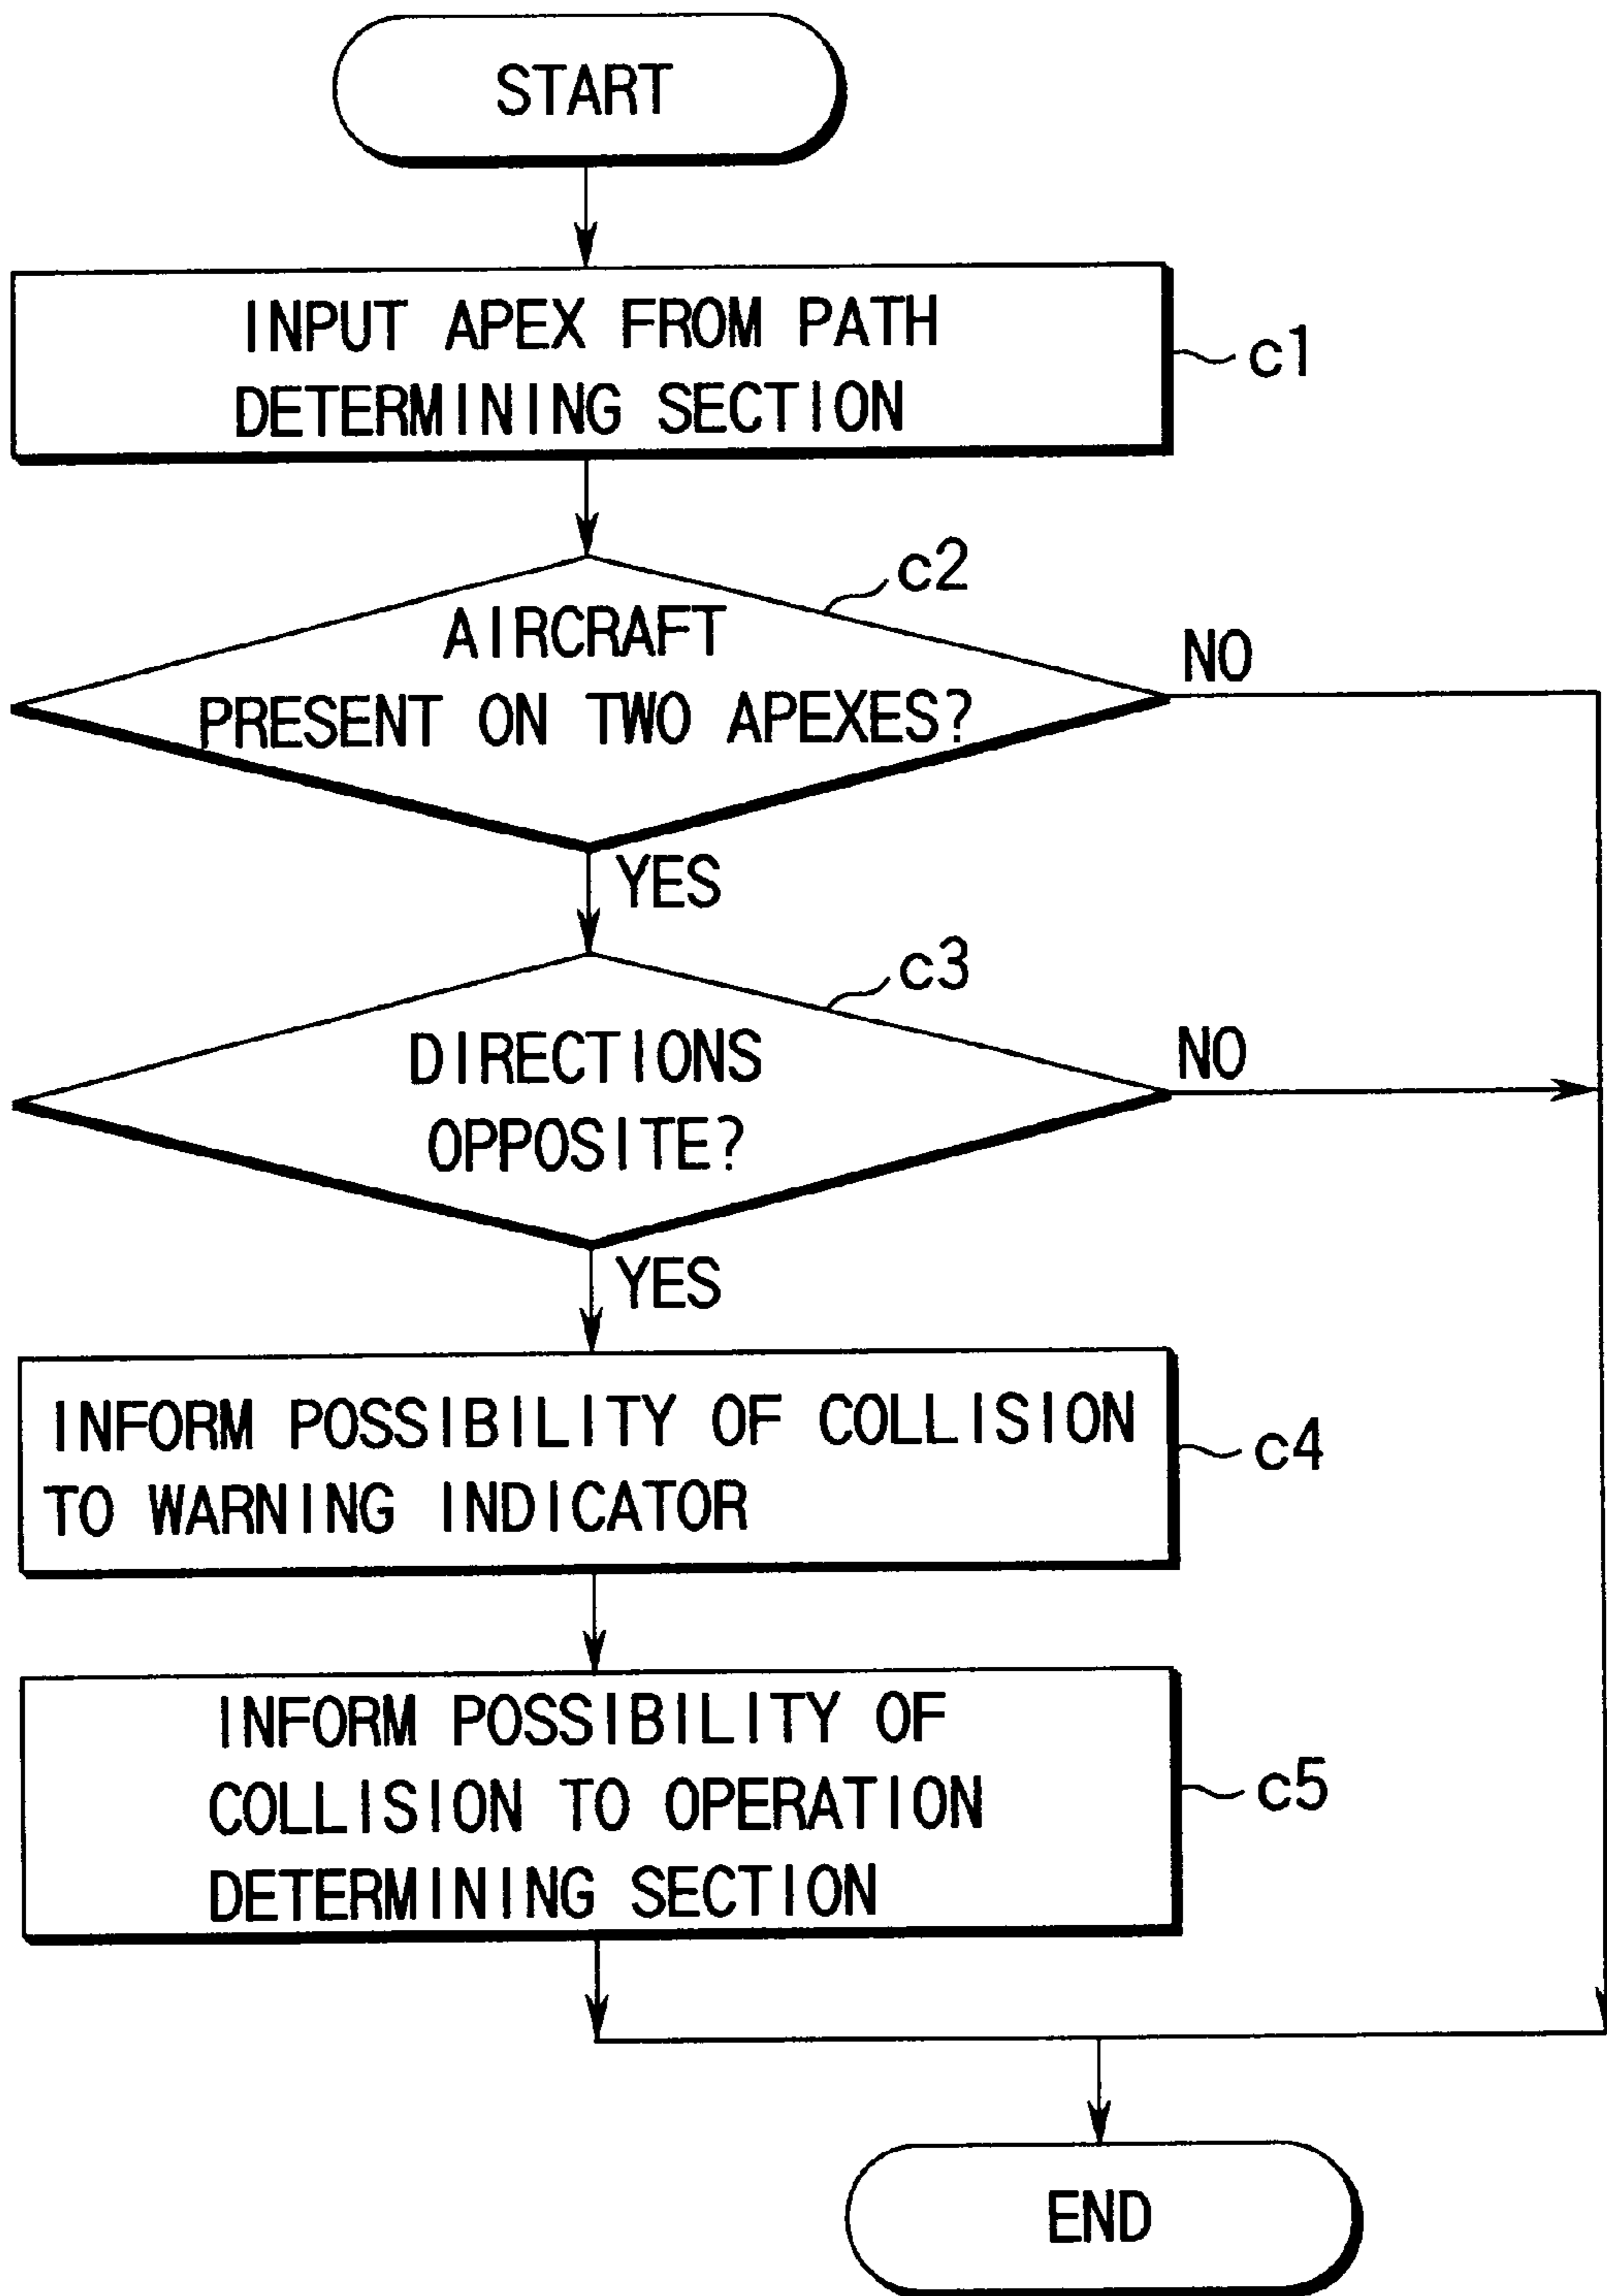 START
INPUT APEX FROM PATH
DETERMINING SECTION
c1
c2
AIRCRAFT
PRESENT ON TWO APEXES?
NO
YES
c3
DIRECTIONS
OPPOSITE?
NO
YES
INFORM POSSIBILITY OF COLLISION
TO WARNING INDICATOR
c4
INFORM POSSIBILITY OF
COLLISION TO OPERATION
DETERMINING SECTION
c5
END